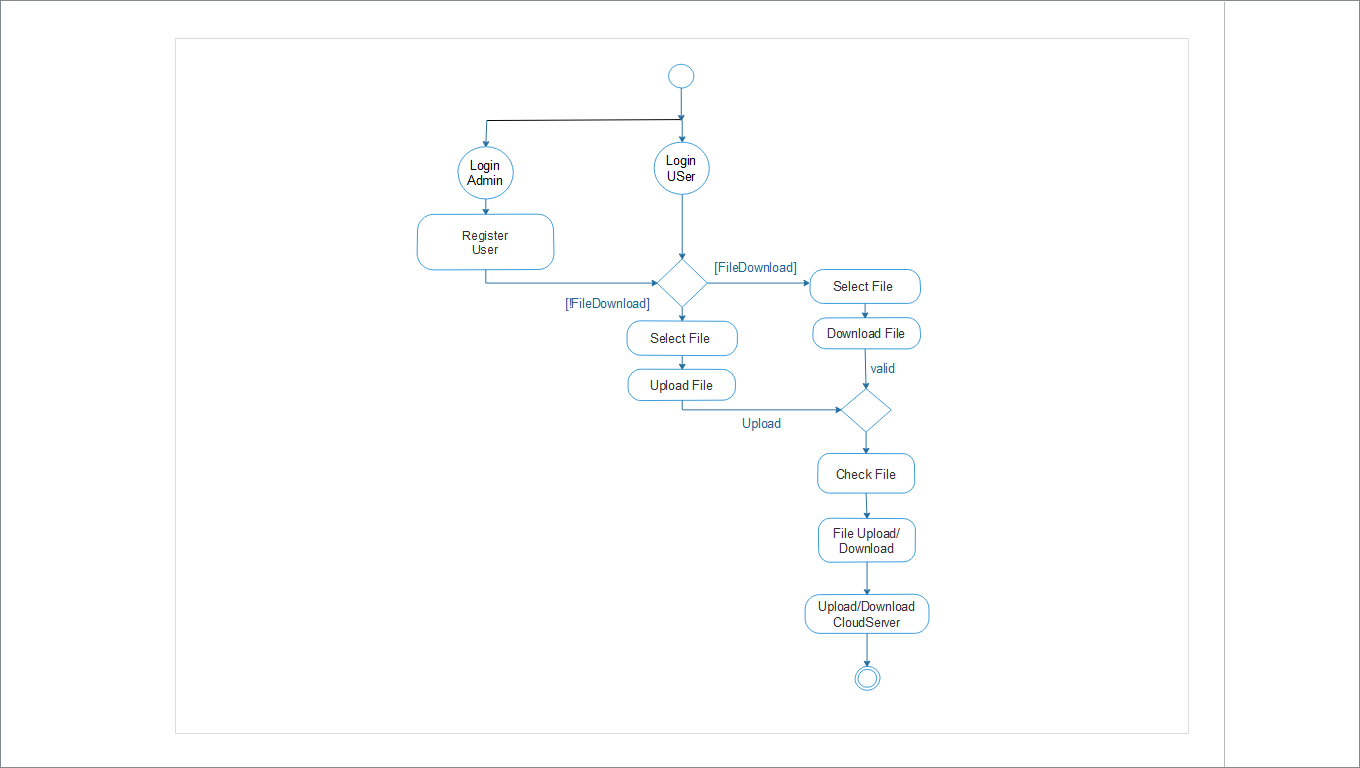 Login
Admin
Login
USer
Register
User
[FileDownload]
Select File
[!FileDownload]
Select File
Download File
valid
Upload File
Upload
Check File
File Upload/
Download
Upload/Download
CloudServer